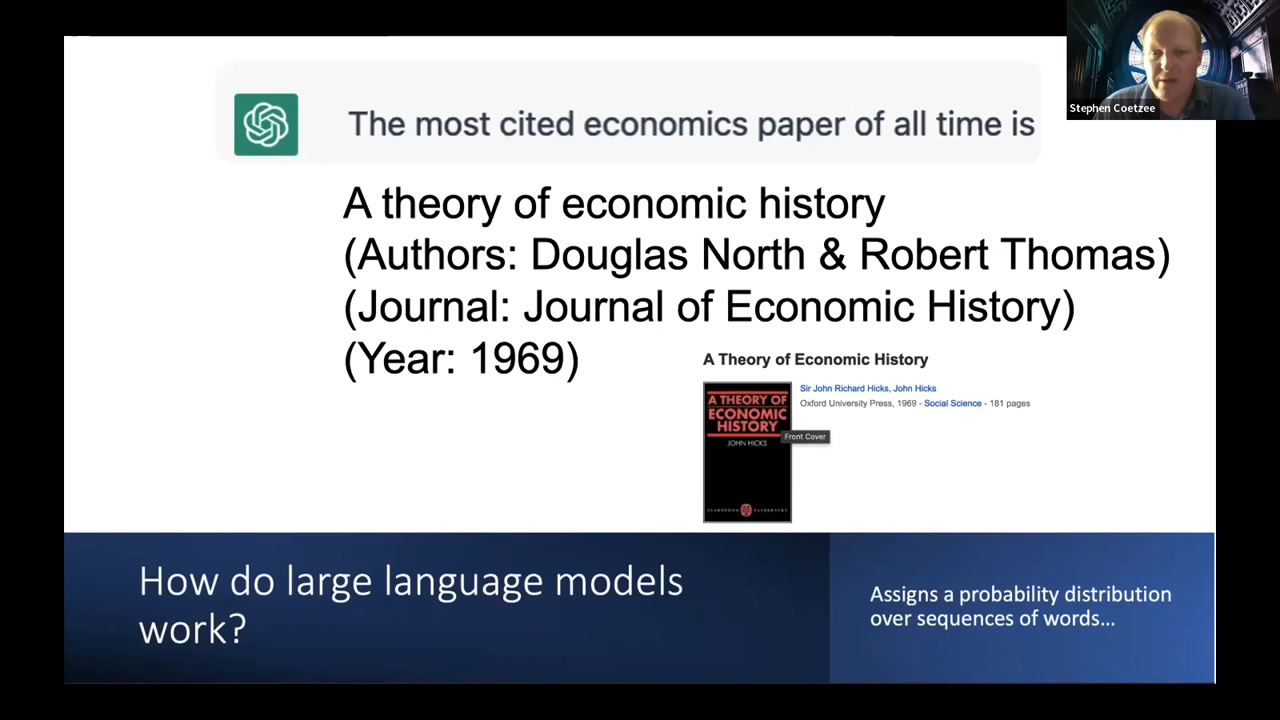 Stephen Coetzee
The most cited economics paper of all time is
A theory of economic history
(Authors: Douglas North & Robert Thomas)
(Journal: Journal of Economic History)
(Year: 1969)
A Theory of Economic History
Sir John Richard Hicks, John Hicks
Oxford University Press, 1969 - Social Science - 181 pages
A THEORY OF
ECONOMIC
HISTORY
JOHN HICKS
Front Cover
CLARENDON PAPERBACKS
How do large language models
work?
Assigns a probability distribution
over sequences of words...